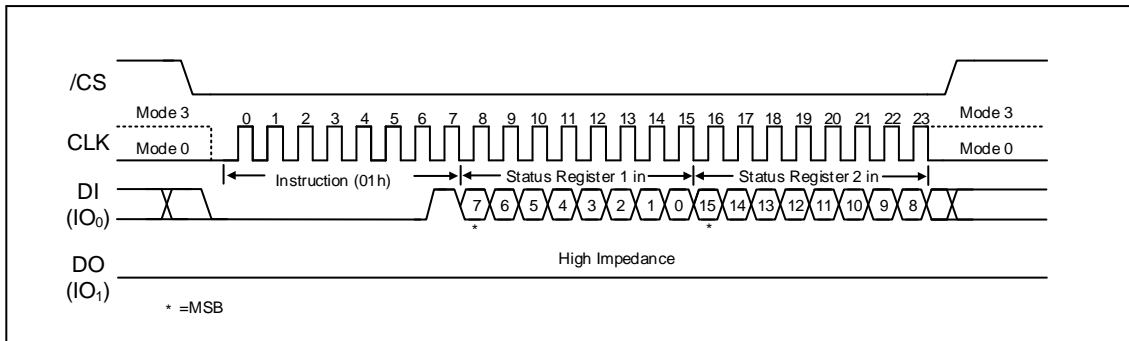 /CS
Mode 3 0 1 2 3 4 5 6 7 8 9 10 11 12 13 14 15 16 17 18 19 20 21 22 23 Mode 3
CLK
Mode 0 Mode 0
Instruction (01h) Status Register 1 in Status Register 2 in
DI
(IO0)
7 6 5 4 3 2 1 0 15 14 13 12 11 10 9 8
* *
DO
(IO1)
High Impedance
* =MSB